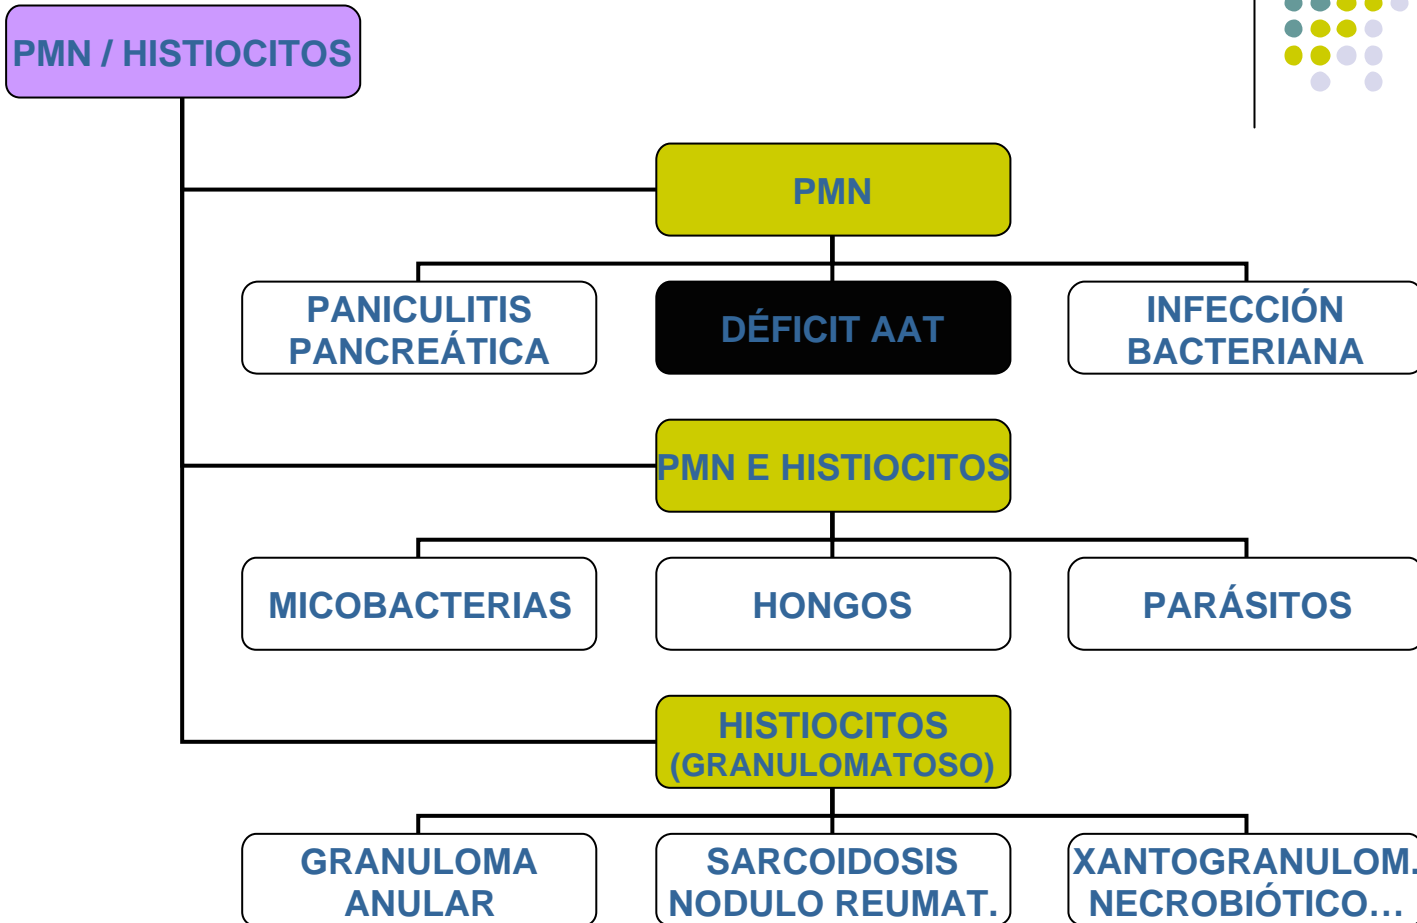 PMN / HISTIOCITOS
PMN
PANICULITIS
PANCREÁTICA
DÉFICIT AAT
INFECCIÓN
BACTERIANA
PMN E HISTIOCITOS
MICOBACTERIAS
HONGOS
PARÁSITOS
HISTIOCITOS
(GRANULOMATOSO)
GRANULOMA
ANULAR
SARCOIDOSIS
NODULO REUMAT.
XANTOGRANULOM.
NECROBIÓTICO…